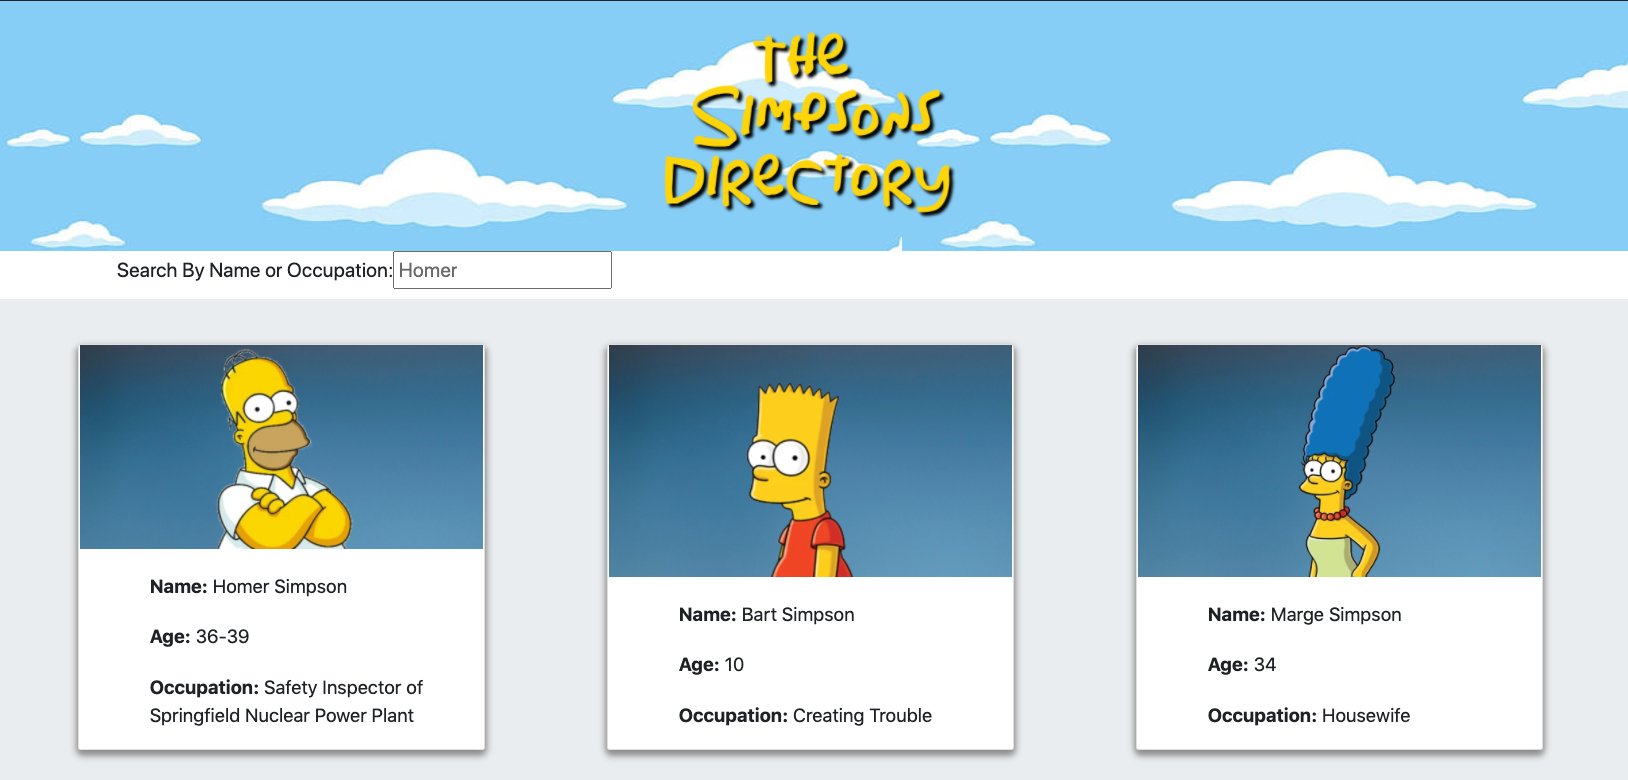 The
Simpsons
Directory
Search By Name or Occupation: Homer
Name: Homer Simpson
Age: 36-39
Occupation: Safety Inspector of
Springfield Nuclear Power Plant
Name: Bart Simpson
Age: 10
Occupation: Creating Trouble
Name: Marge Simpson
Age: 34
Occupation: Housewife